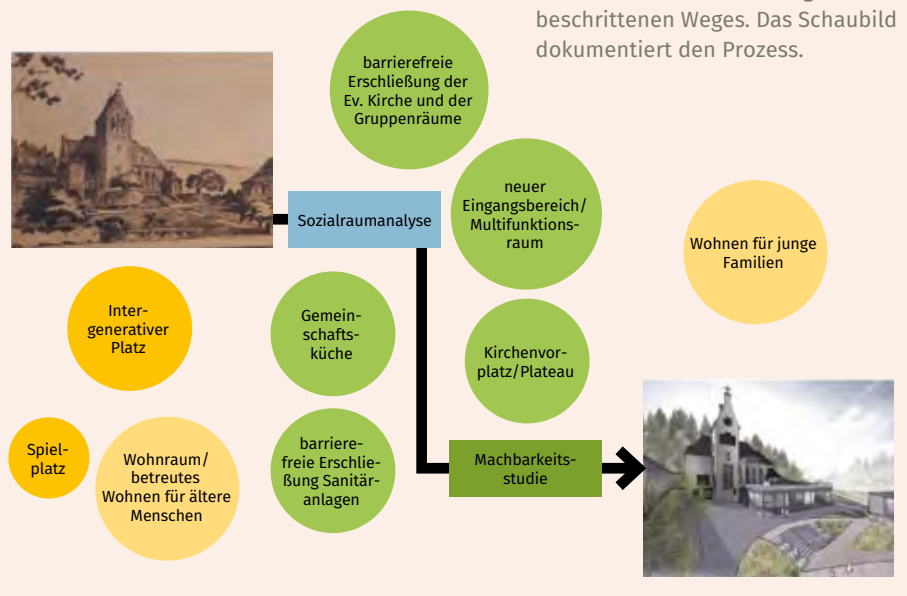 beschrittenen Weges. Das Schaubild
dokumentiert den Prozess.
barrierefreie
Erschließung der
Ev. Kirche und der
Gruppenräume
Sozialraumanalyse
neuer
Eingangsbereich/
Multifunktions-
raum
Wohnen für junge
Familien
Inter-
generativer
Platz
Gemein-
schafts-
küche
Kirchenvor-
platz/Plateau
Spiel-
platz
Wohnraum/
betreutes
Wohnen für ältere
Menschen
barriere-
freie Erschlie-
ßung Sanitär-
anlagen
Machbarkeits-
studie